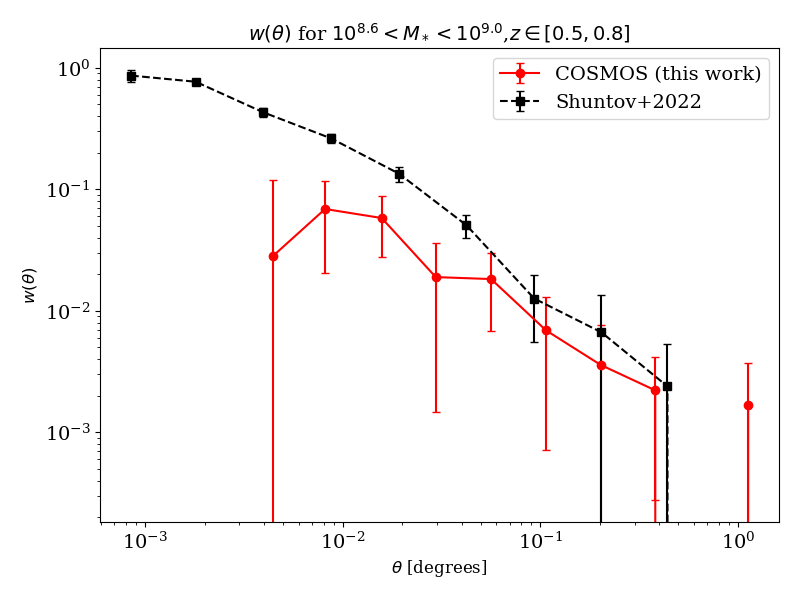 w(θ) for 10^8.6 < M_* < 10^9.0, z ∈ [0.5, 0.8]
COSMOS (this work)
Shuntov+2022
10^0
10^-1
10^-2
10^-3
w(θ)
10^-3 10^-2 10^-1 10^0
θ [degrees]